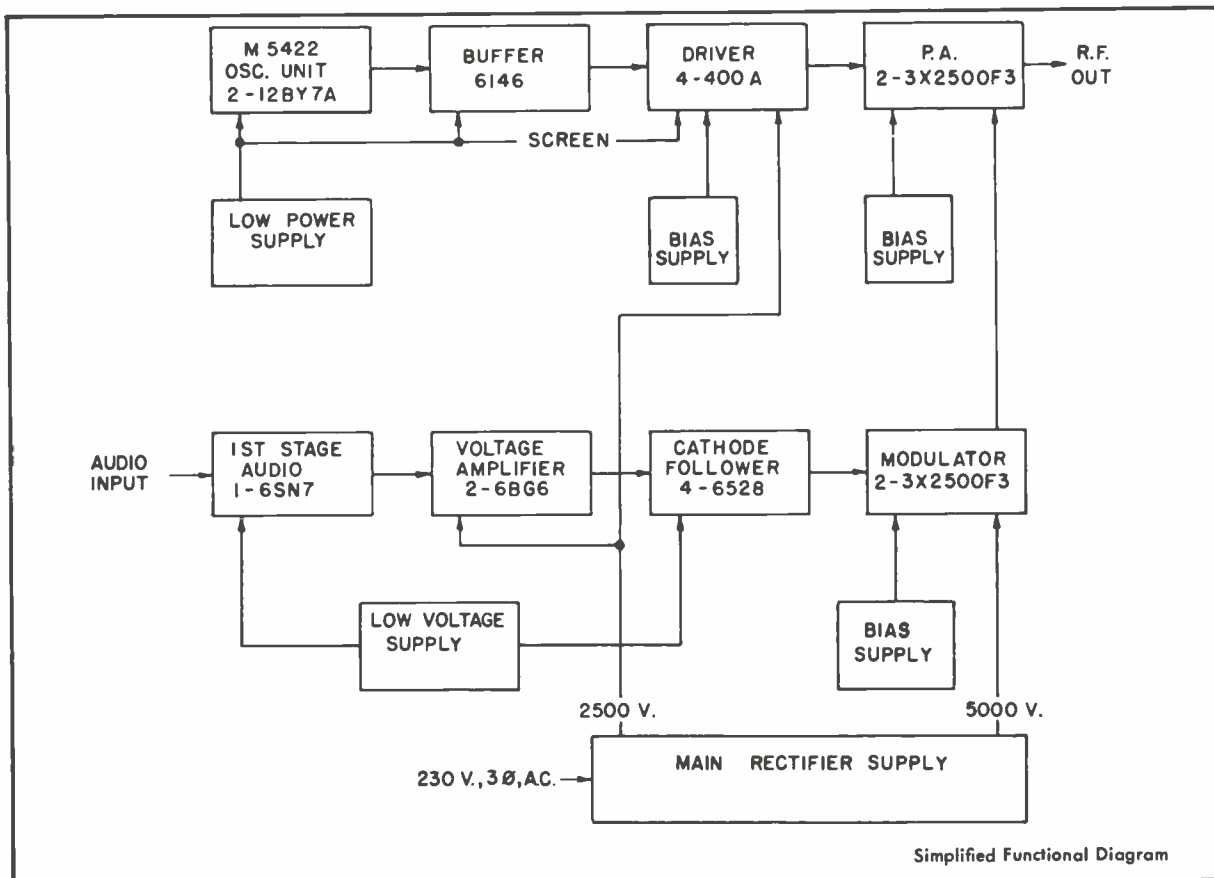 M 5422
OSC. UNIT
2-12BY7A
BUFFER
6146
DRIVER
4-400A
P.A.
2-3X2500F3
R.F.
OUT
SCREEN
LOW POWER
SUPPLY
BIAS
SUPPLY
BIAS
SUPPLY
AUDIO
INPUT
1ST STAGE
AUDIO
1-6SN7
VOLTAGE
AMPLIFIER
2-6BG6
CATHODE
FOLLOWER
4-6528
MODULATOR
2-3X2500F3
LOW VOLTAGE
SUPPLY
BIAS
SUPPLY
2500 V.
5000 V.
230 V., 3Ø, A.C.
MAIN RECTIFIER SUPPLY
Simplified Functional Diagram